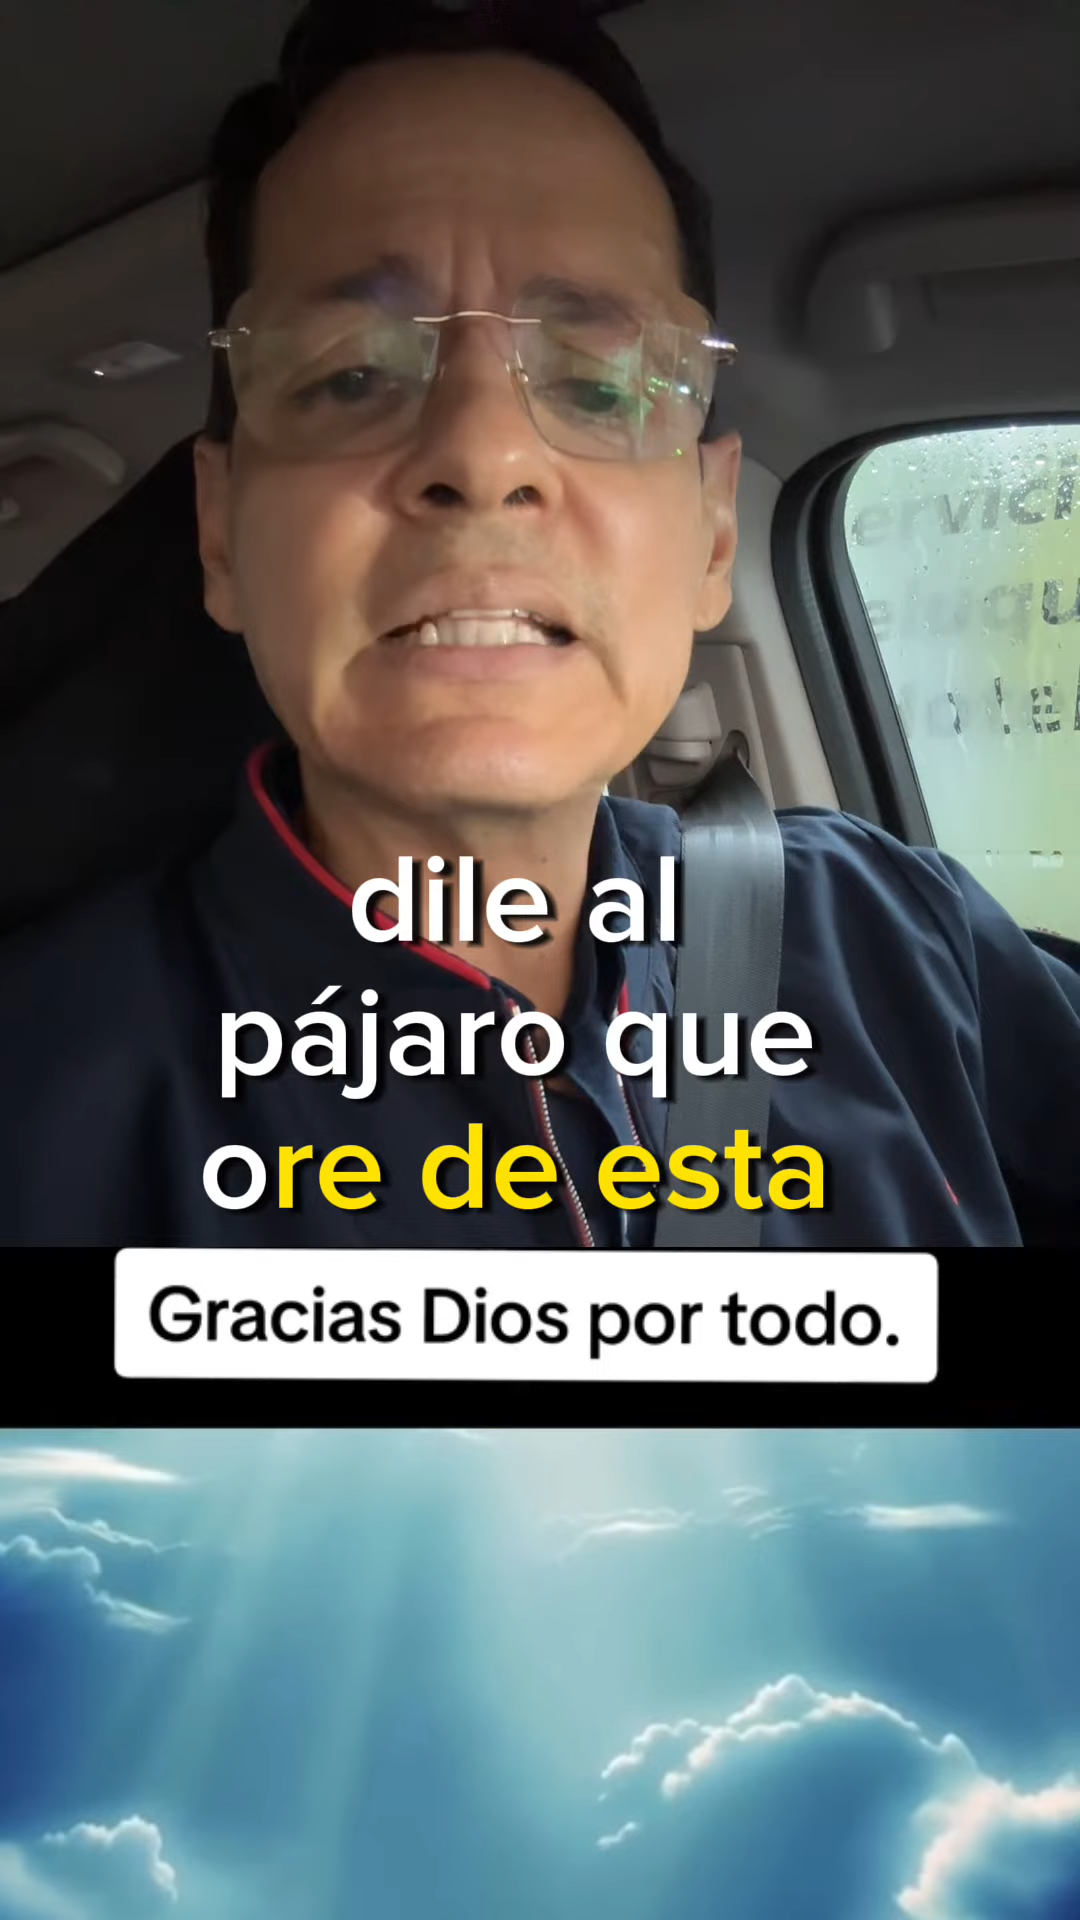 dile al
pájaro que
ore de esta
Gracias Dios por todo.